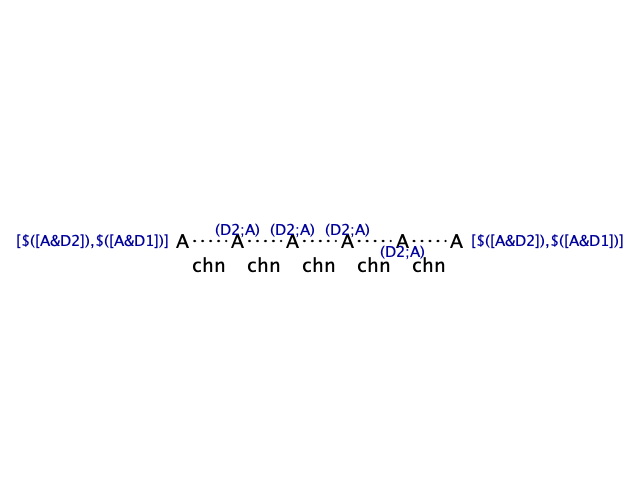 (D2;A) (D2;A) (D2;A)
[$([A&D2]),$([A&D1])] A A A A A A [$([A&D2]),$([A&D1])]
(D2;A)
chn chn chn chn chn